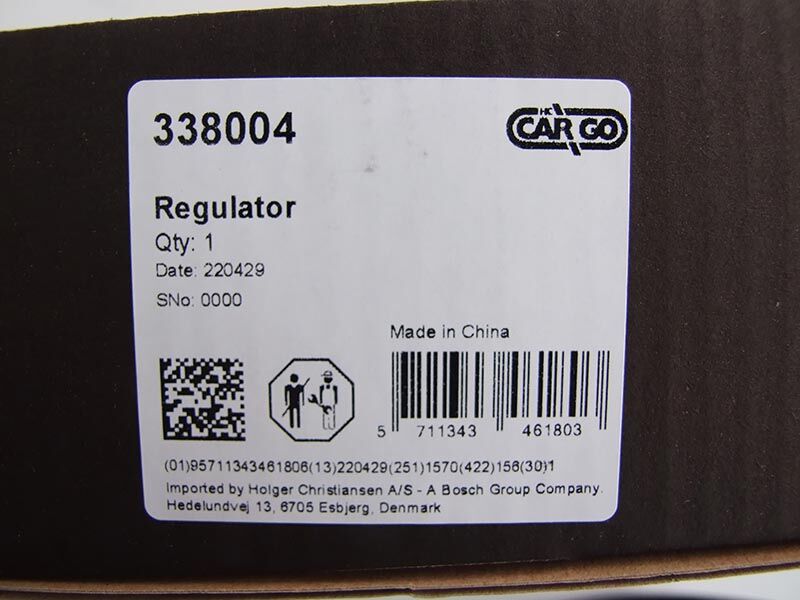 338004
HC
CARGO
Regulator
Qty: 1
Date: 220429
SNo: 0000
Made in China
5 711343 461803
(01)95711343461806(13)220429(251)1570(422)156(30)1
Imported by Holger Christiansen A/S - A Bosch Group Company.
Hedelundvej 13, 6705 Esbjerg, Denmark